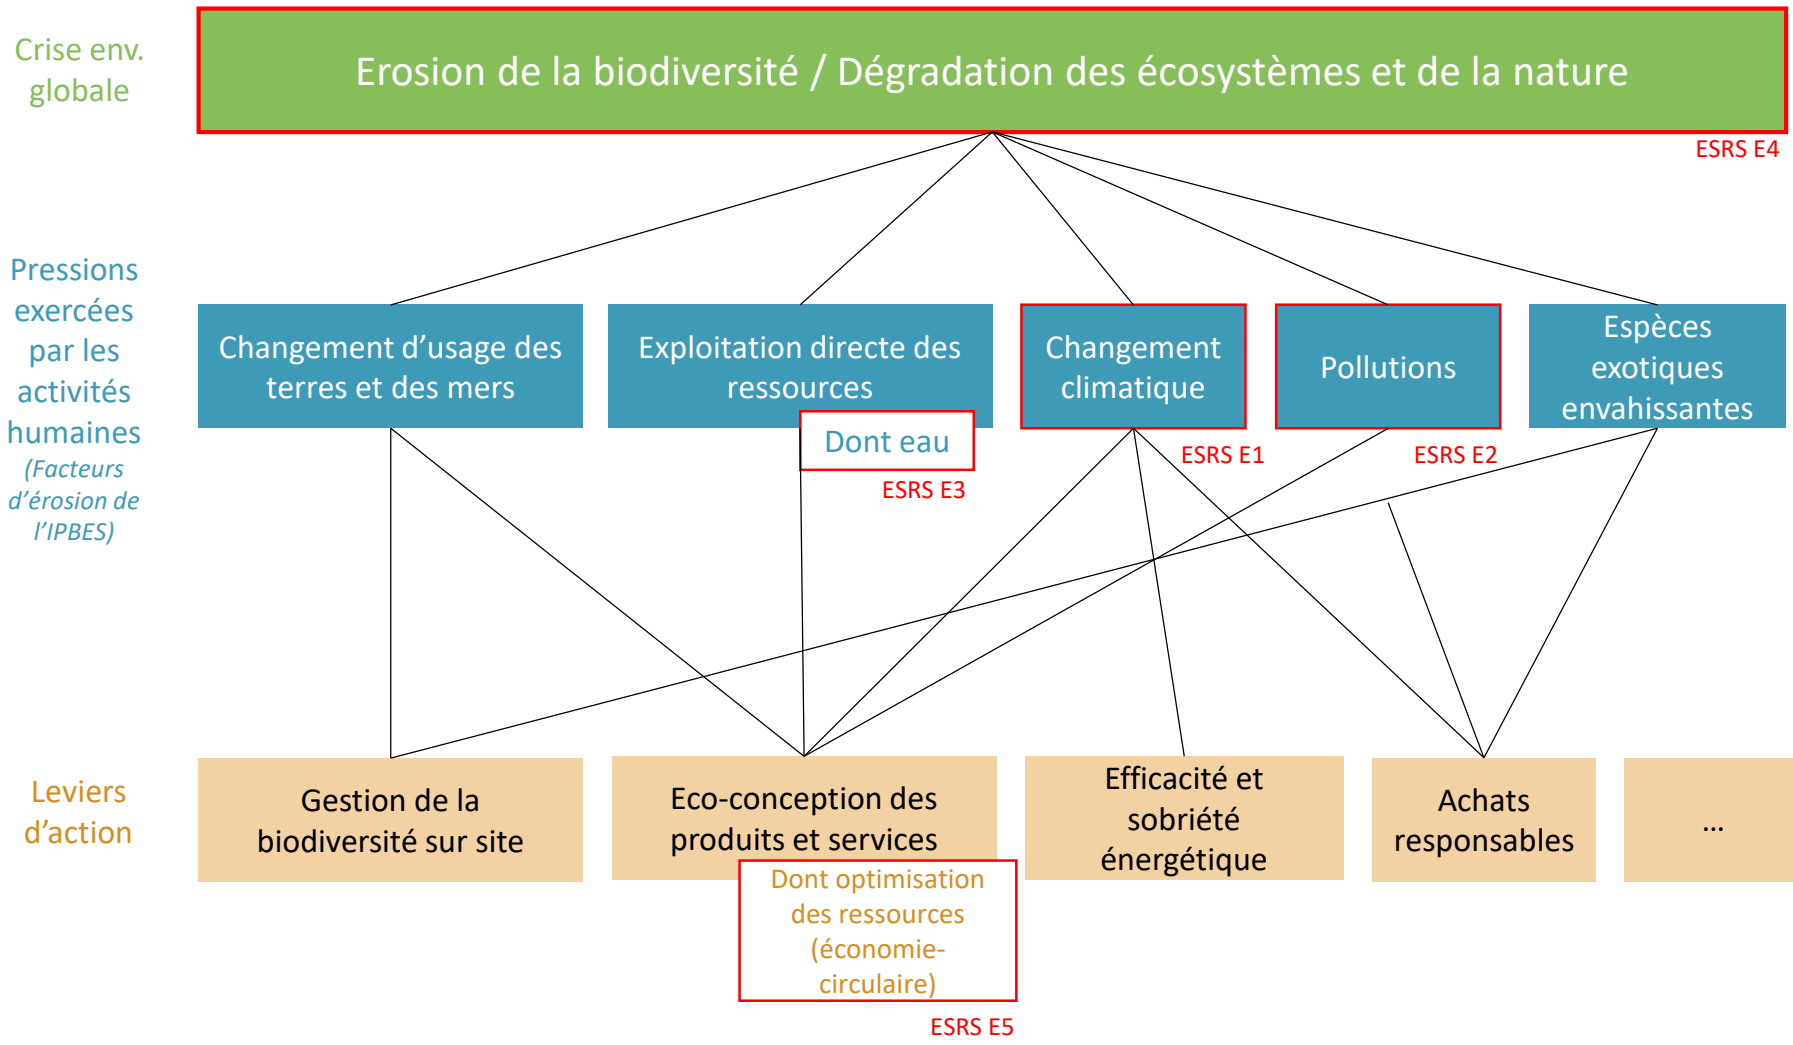 Crise env.
globale
Erosion de la biodiversité / Dégradation des écosystèmes et de la nature
ESRS E4
Pressions
exercées
par les
activités
humaines
(Facteurs
d’érosion de
l’IPBES)
Changement d’usage des
terres et des mers
Exploitation directe des
ressources
Dont eau
ESRS E3
Changement
climatique
ESRS E1
Pollutions
ESRS E2
Espèces
exotiques
envahissantes
Leviers
d’action
Gestion de la
biodiversité sur site
Eco-conception des
produits et services
Dont optimisation
des ressources
(économie-
circulaire)
ESRS E5
Efficacité et
sobriété
énergétique
Achats
responsables
...